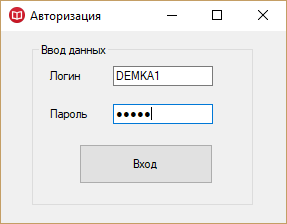 Авторизация
Ввод данных
Логин DEMKA1
Пароль ●●●●●
Вход